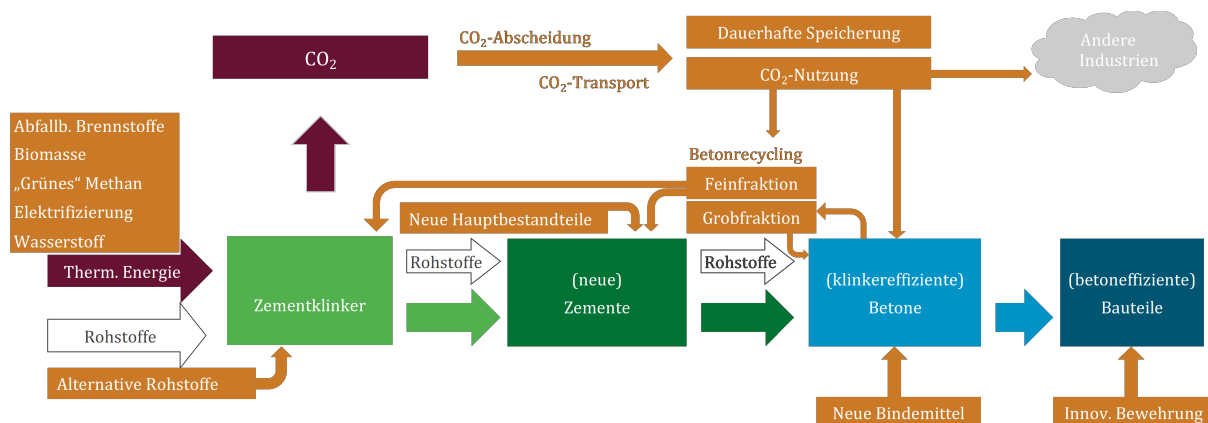 CO₂
CO₂-Abscheidung
CO₂-Transport
Dauerhafte Speicherung
CO₂-Nutzung
Andere
Industrien
Abfallb. Brennstoffe
Biomasse
„Grünes“ Methan
Elektrifizierung
Wasserstoff
Therm. Energie
Rohstoffe
Alternative Rohstoffe
Zementklinker
Betonrecycling
Feinfraktion
Grobfraktion
Neue Hauptbestandteile
Rohstoffe
(neue)
Zemente
Rohstoffe
(klinkereffiziente)
Betone
(betoneffiziente)
Bauteile
Neue Bindemittel
Innov. Bewehrung